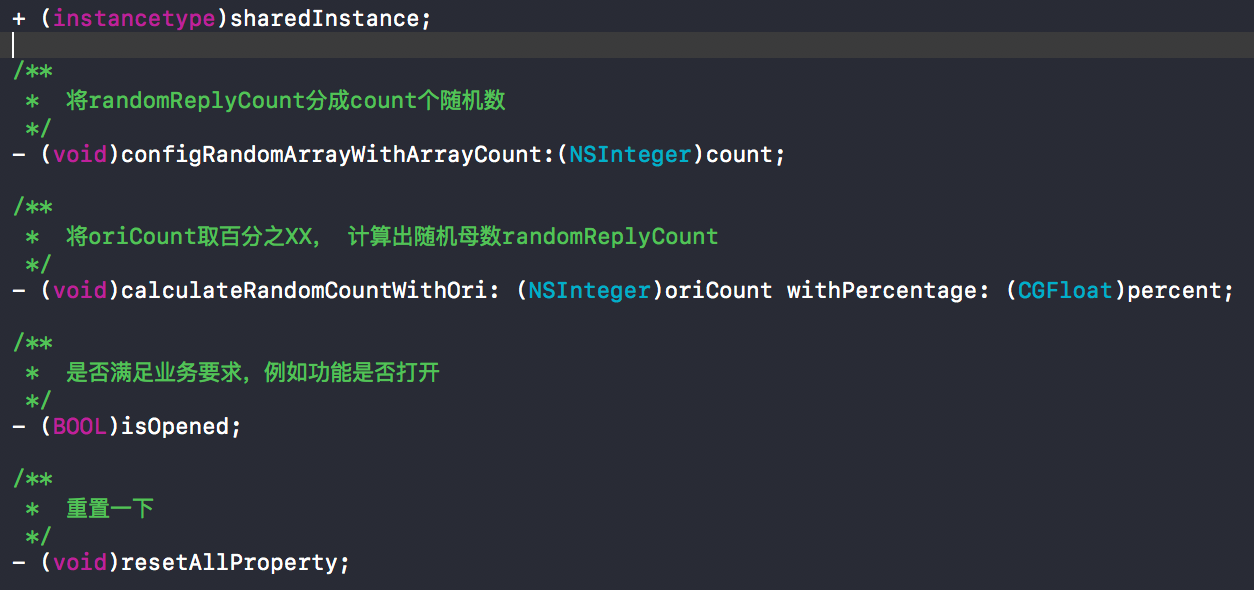 + (instancetype)sharedInstance;
/**
 *  将randomReplyCount分成count个随机数
 */
- (void)configRandomArrayWithArrayCount:(NSInteger)count;
/**
 *  将oriCount取百分之XX， 计算出随机母数randomReplyCount
 */
- (void)calculateRandomCountWithOri: (NSInteger)oriCount withPercentage: (CGFloat)percent;
/**
 *  是否满足业务要求，例如功能是否打开
 */
- (BOOL)isOpened;
/**
 *  重置一下
 */
- (void)resetAllProperty;